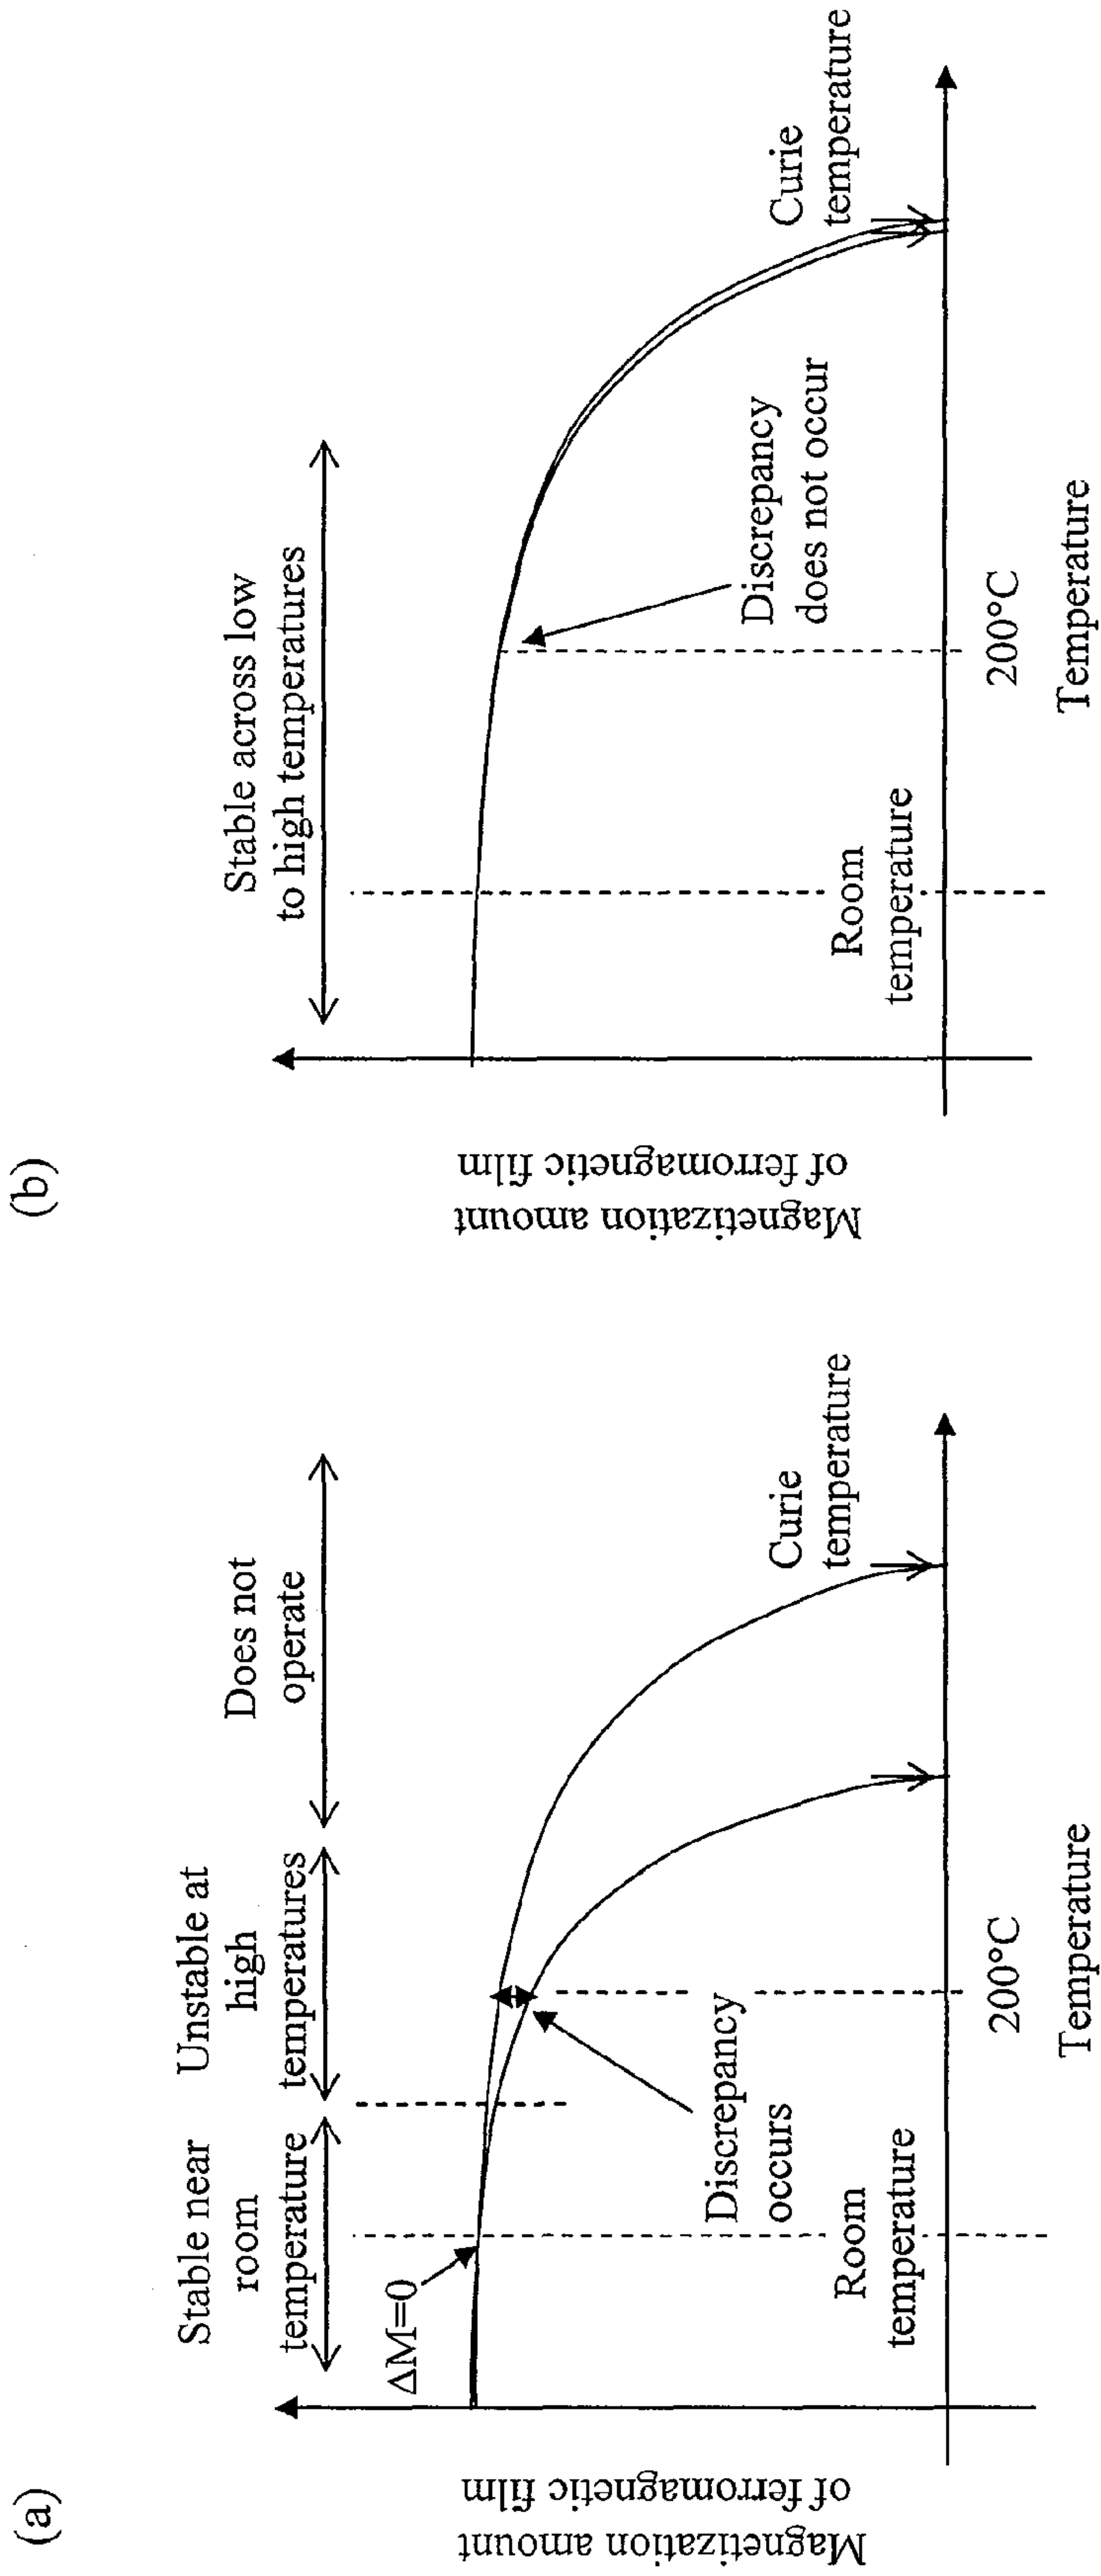 (a)
Magnetization amount
of ferromagnetic film
Stable near
room
temperature
Unstable at
high
temperatures
Does not
operate
ΔM=0
Discrepancy
occurs
Room
temperature
200°C
Curie
temperature
Temperature
(b)
Magnetization amount
of ferromagnetic film
Stable across low
to high temperatures
Discrepancy
does not occur
Room
temperature
200°C
Curie
temperature
Temperature